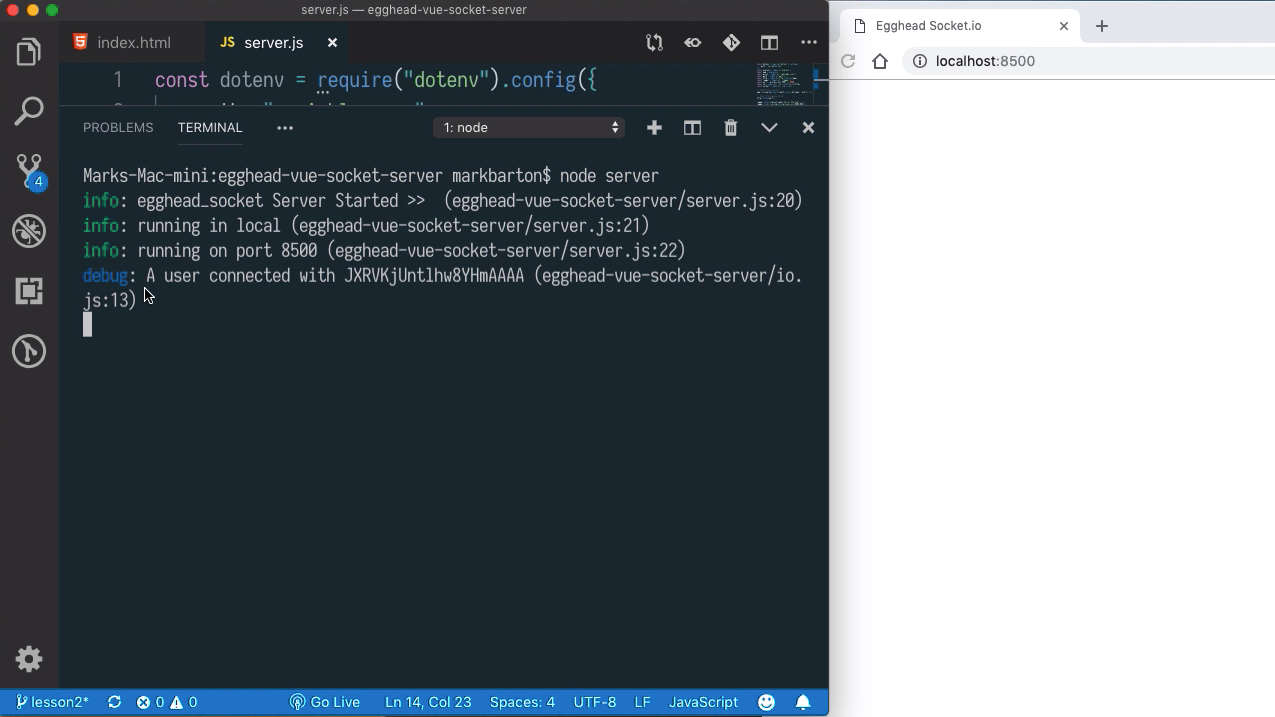 server.js — egghead-vue-socket-server
index.html
JS server.js
1 const dotenv = require("dotenv").config({
PROBLEMS TERMINAL 1: node
Marks-Mac-mini:egghead-vue-socket-server markbarton$ node server
info: egghead_socket Server Started >>  (egghead-vue-socket-server/server.js:20)
info: running in local (egghead-vue-socket-server/server.js:21)
info: running on port 8500 (egghead-vue-socket-server/server.js:22)
debug: A user connected with JXRVKjUntlhw8YHmAAAA (egghead-vue-socket-server/io.
js:13)
4
lesson2* 0 0 Go Live Ln 14, Col 23 Spaces: 4 UTF-8 LF JavaScript
Egghead Socket.io
localhost:8500